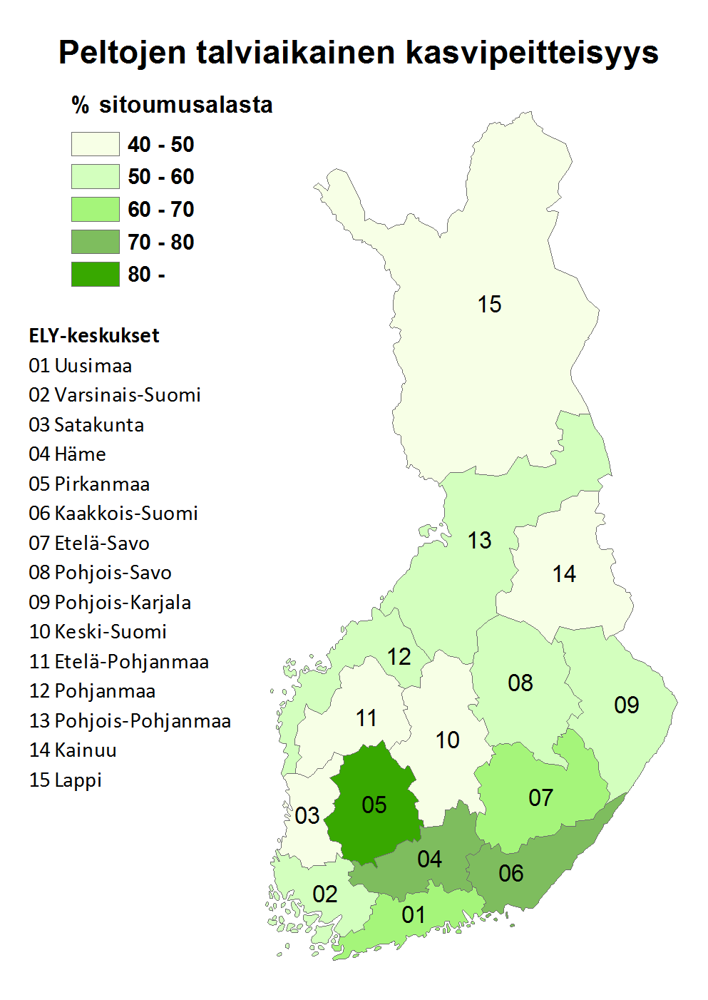 Peltojen talviaikainen kasvipeitteisyys
% sitoumusalasta
40 - 50
50 - 60
60 - 70
70 - 80
80 -
ELY-keskukset
01 Uusimaa
02 Varsinais-Suomi
03 Satakunta
04 Häme
05 Pirkanmaa
06 Kaakkois-Suomi
07 Etelä-Savo
08 Pohjois-Savo
09 Pohjois-Karjala
10 Keski-Suomi
11 Etelä-Pohjanmaa
12 Pohjanmaa
13 Pohjois-Pohjanmaa
14 Kainuu
15 Lappi
15
13
14
12
08
09
11
10
07
05
03
04
06
02
01